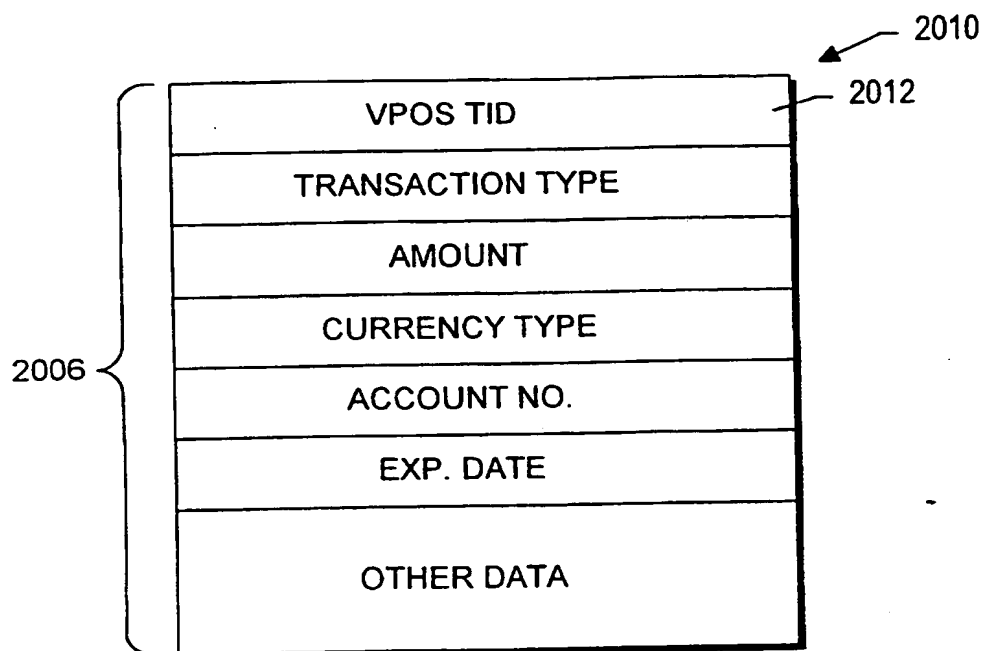 2010
VPOS TID
2012
TRANSACTION TYPE
AMOUNT
CURRENCY TYPE
2006
ACCOUNT NO.
EXP. DATE
OTHER DATA